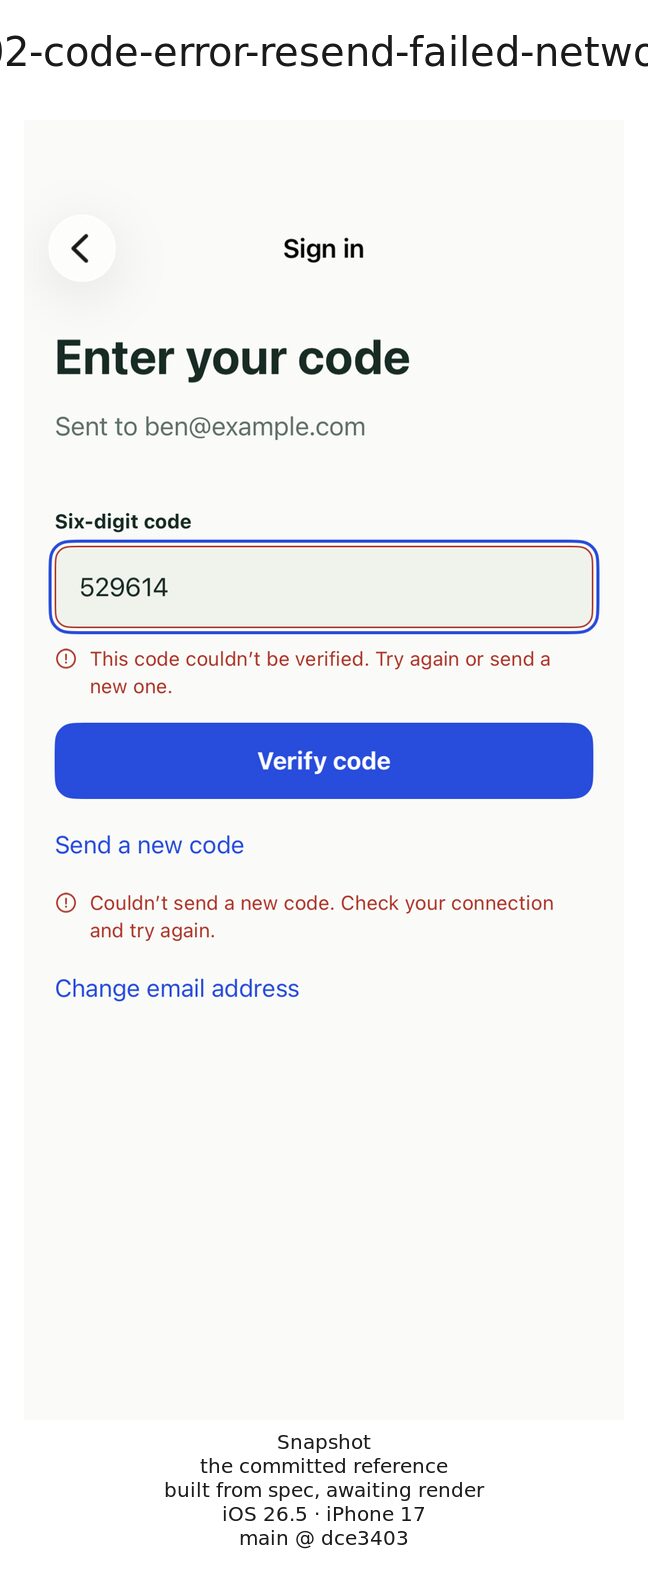 02-code-error-resend-failed-netwo
Sign in
Enter your code
Sent to ben@example.com
Six-digit code
529614
This code couldn’t be verified. Try again or send a
new one.
Verify code
Send a new code
Couldn’t send a new code. Check your connection
and try again.
Change email address
Snapshot
the committed reference
built from spec, awaiting render
iOS 26.5 · iPhone 17
main @ dce3403